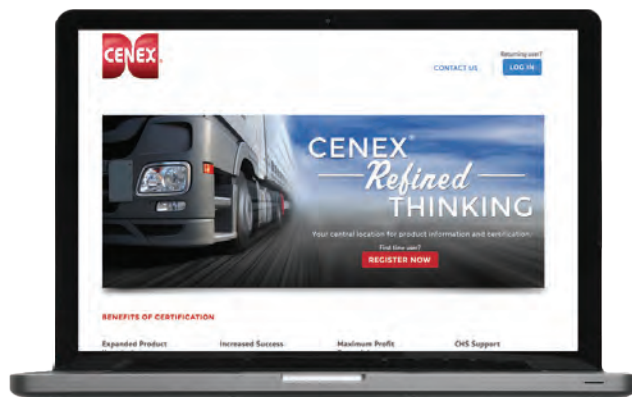 CENEX®
Returning user?
CONTACT US
LOG IN
CENEX®
Refined
THINKING
Your central location for product information and certification.
First time user?
REGISTER NOW
BENEFITS OF CERTIFICATION
Expanded Product
Increased Success
Maximum Profit
CHS Support